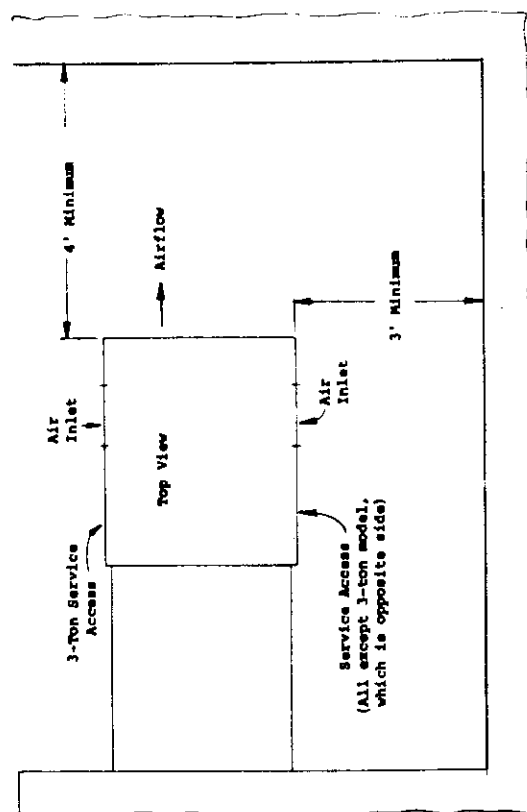 4' Minimum
Airflow
3' Minimum
Air
Inlet
Air
Inlet
Top View
3-Ton Service
Access
Service Access
(All except 3-ton model,
which is opposite side)